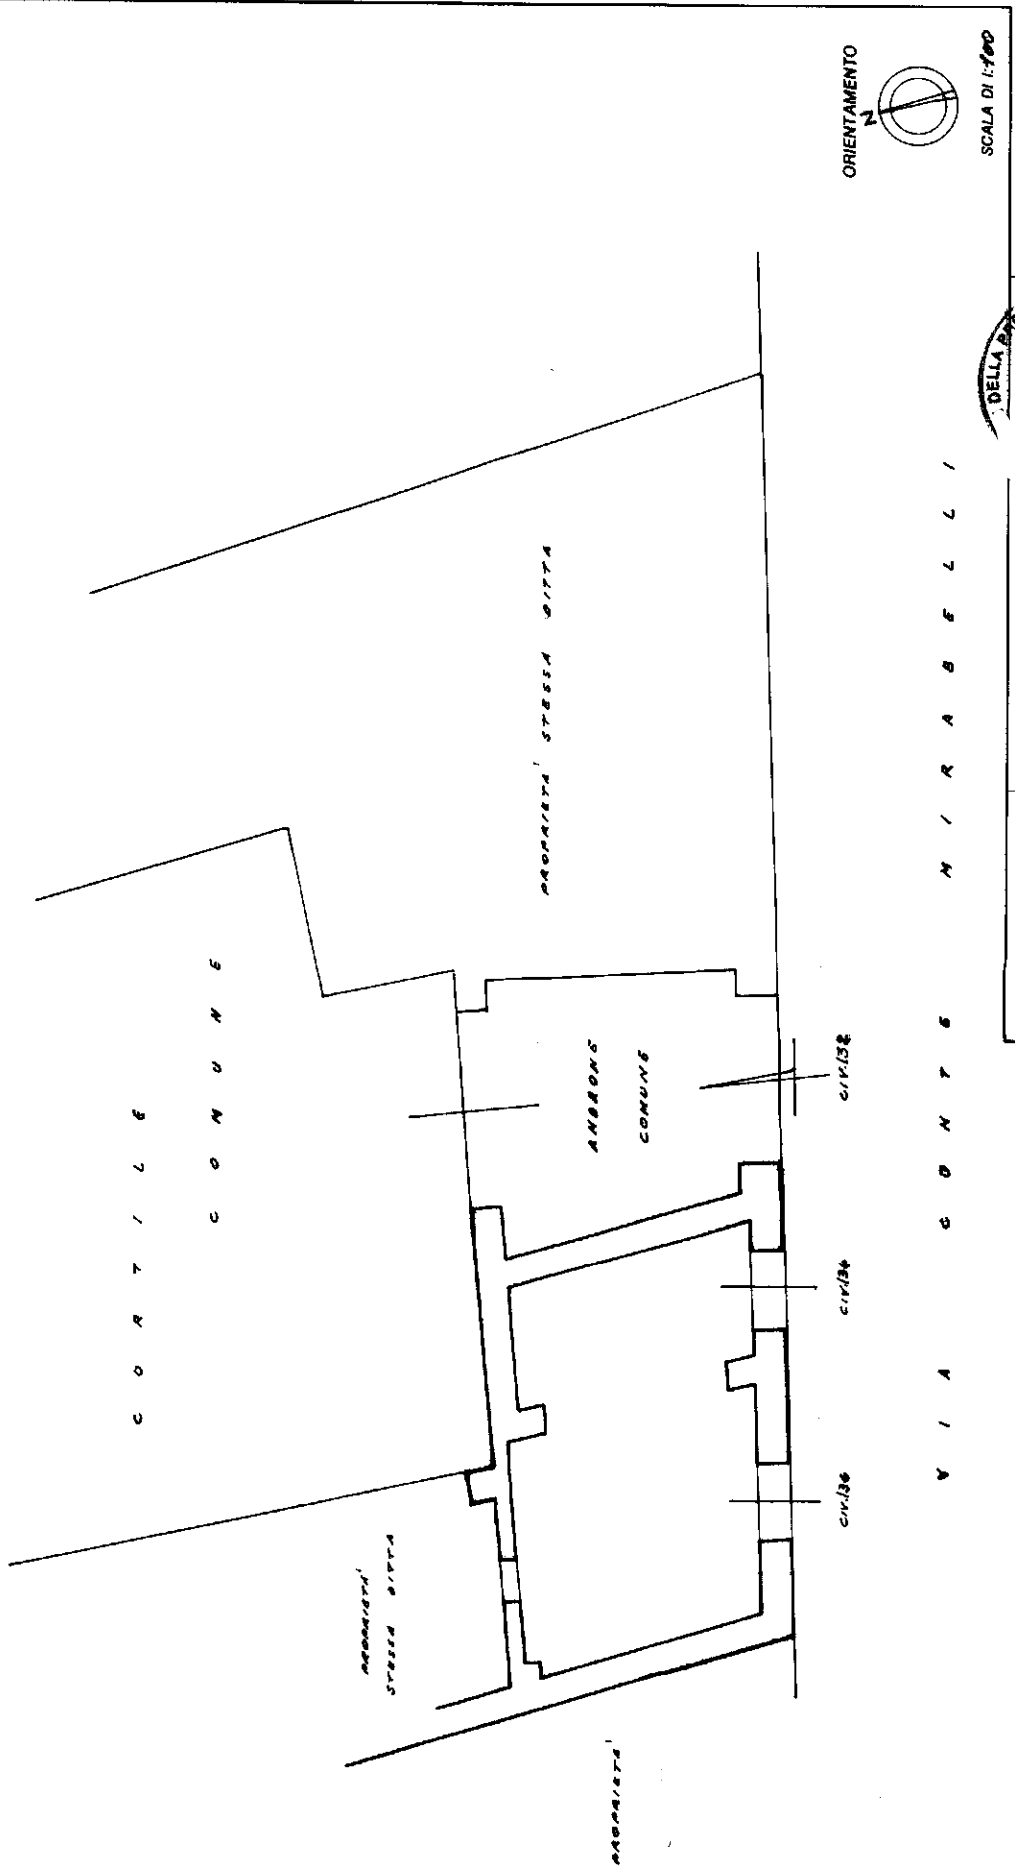 CORTILE
COMUNE
PROPRIETA'
STESSA DITTA
PROPRIETA' STESSA DITTA
ANDRONE
COMUNE
PROPRIETA'
CIV.136
CIV.134
CIV.132
VIA CONTE MIRABELLI
ORIENTAMENTO
N
SCALA DI 1:100
DELLA